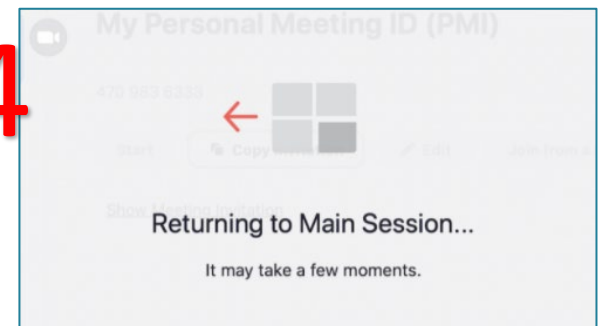 4
My Personal Meeting ID (PMI)
470 983 6338
Start Copy Invitation Edit Join from
Show Meeting Invitation
Returning to Main Session...
It may take a few moments.